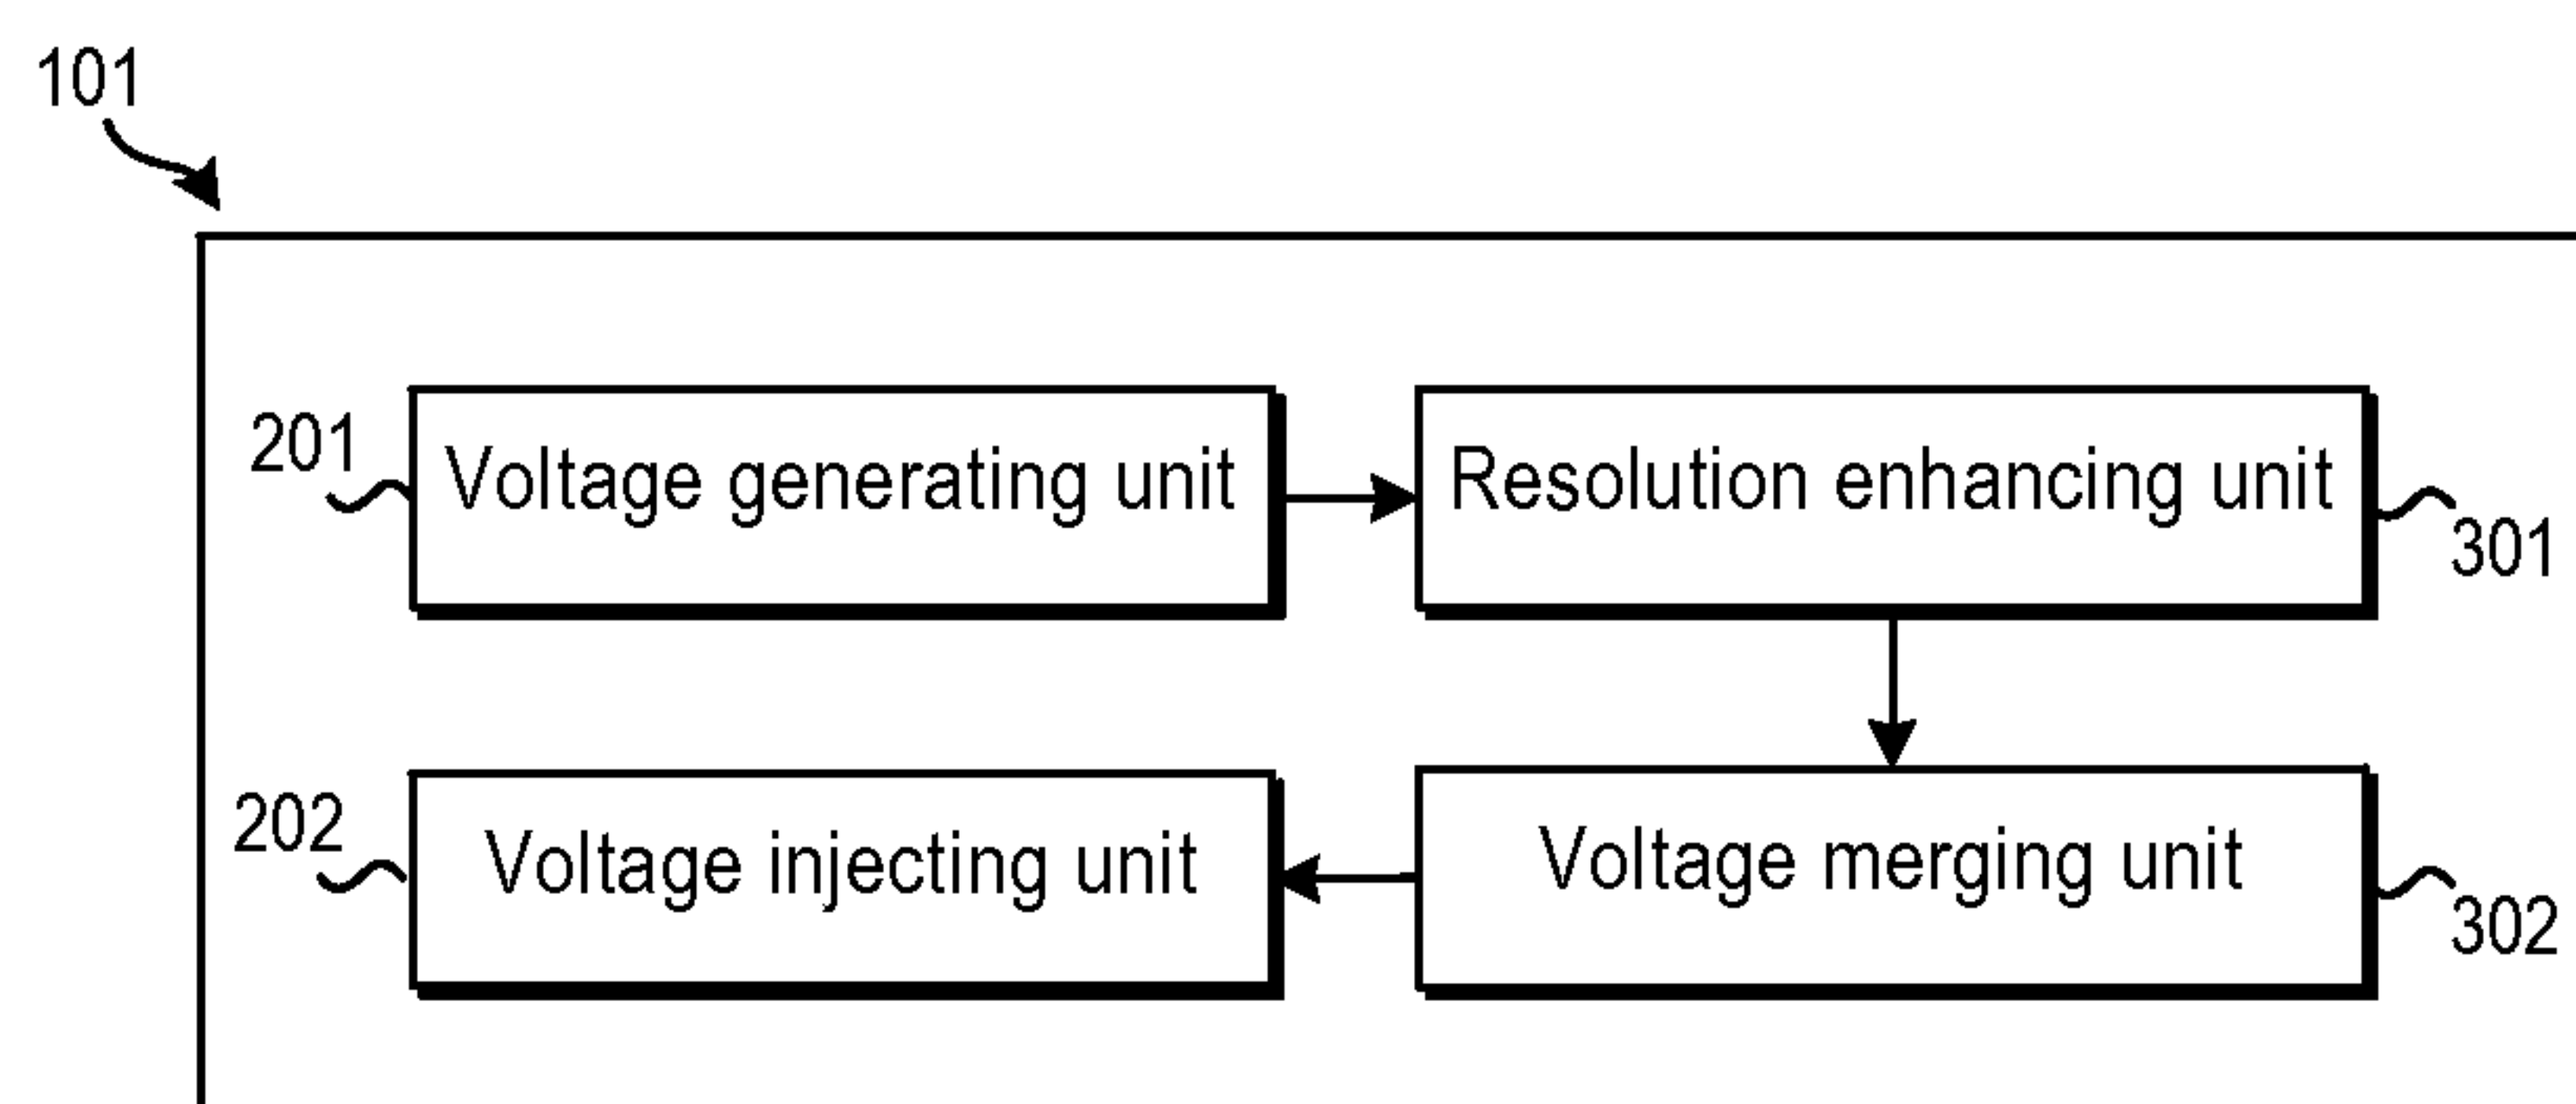 101
201
Voltage generating unit
Resolution enhancing unit
301
202
Voltage injecting unit
Voltage merging unit
302